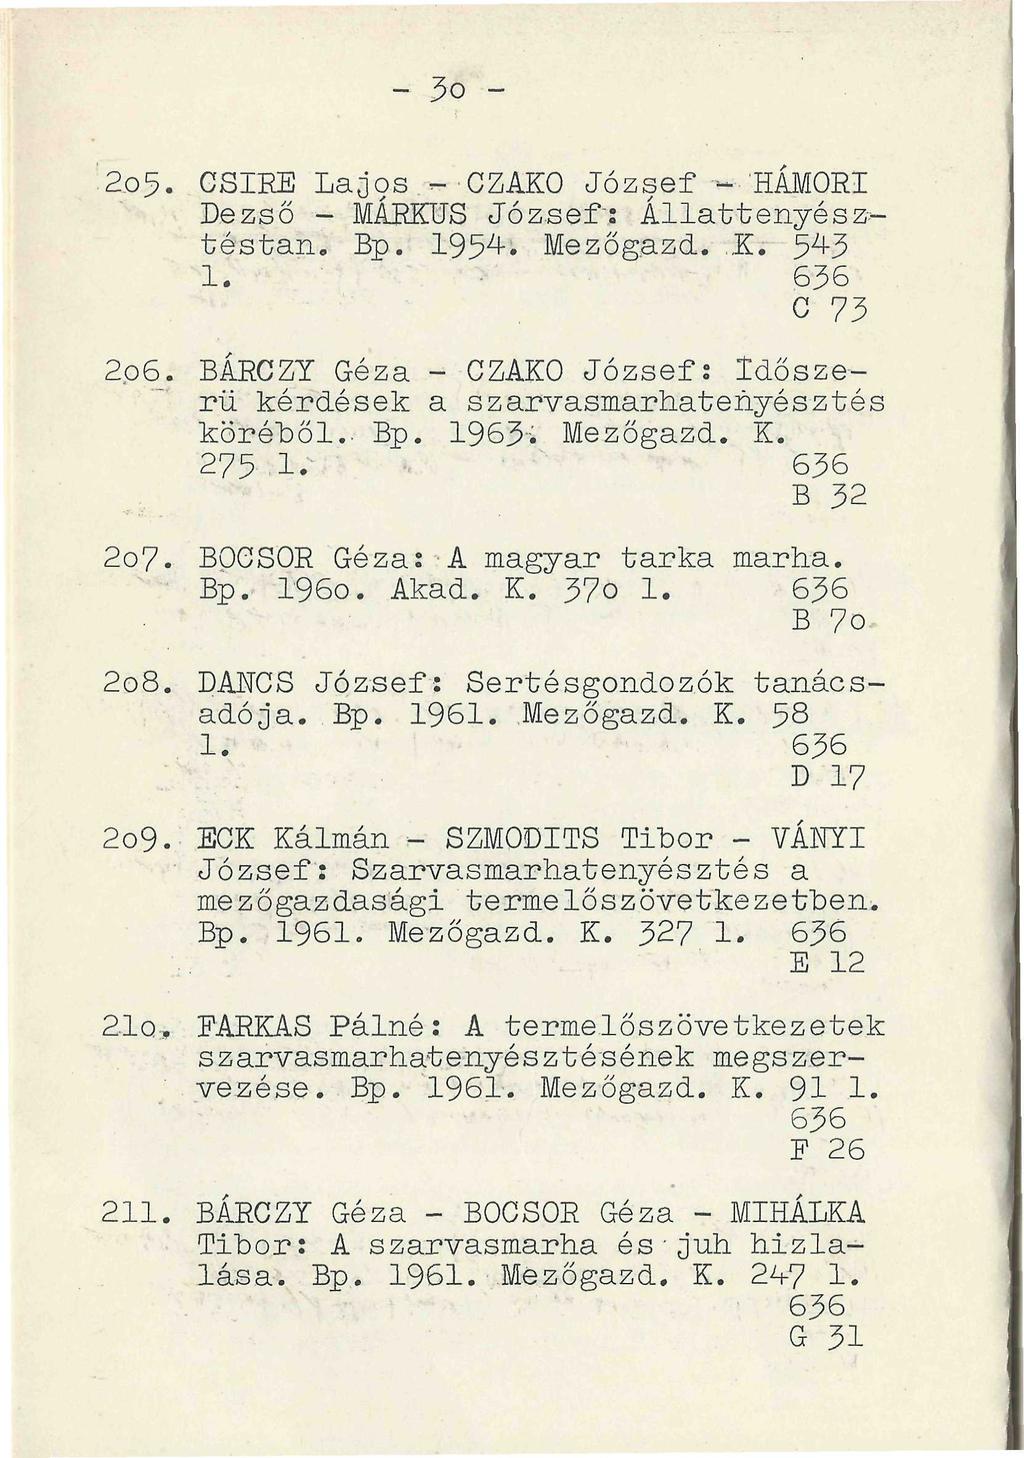 - 3o -
2o5. CSIRE Lajos - CZAKO József - HÁMORI
Dezső - MÁRKUS József: Állattenyész-
téstan. Bp. 1954. Mezőgazd. K. 543
l. 636
C 73
2o6. BÁRCZY Géza - CZAKO József: Idősze-
rü kérdések a szarvasmarhatenyésztés
köréből. Bp. 1963. Mezőgazd. K.
275 l. 636
B 32
2o7. BOCSOR Géza: A magyar tarka marha.
Bp. 196o. Akad. K. 37o l. 636
B 7o
2o8. DANCS József: Sertésgondozók tanács-
adója. Bp. 1961. Mezőgazd. K. 58
l. 636
D 17
2o9. ECK Kálmán - SZMODITS Tibor - VÁNYI
József: Szarvasmarhatenyésztés a
mezőgazdasági termelőszövetkezetben.
Bp. 1961. Mezőgazd. K. 327 l. 636
E 12
21o. FARKAS Pálné: A termelőszövetkezetek
szarvasmarhatenyésztésének megszer-
vezése. Bp. 1961. Mezőgazd. K. 91 l.
636
F 26
211. BÁRCZY Géza - BOCSOR Géza - MIHÁLKA
Tibor: A szarvasmarha és juh hizla-
lása. Bp. 1961. Mezőgazd. K. 247 l.
636
G 31